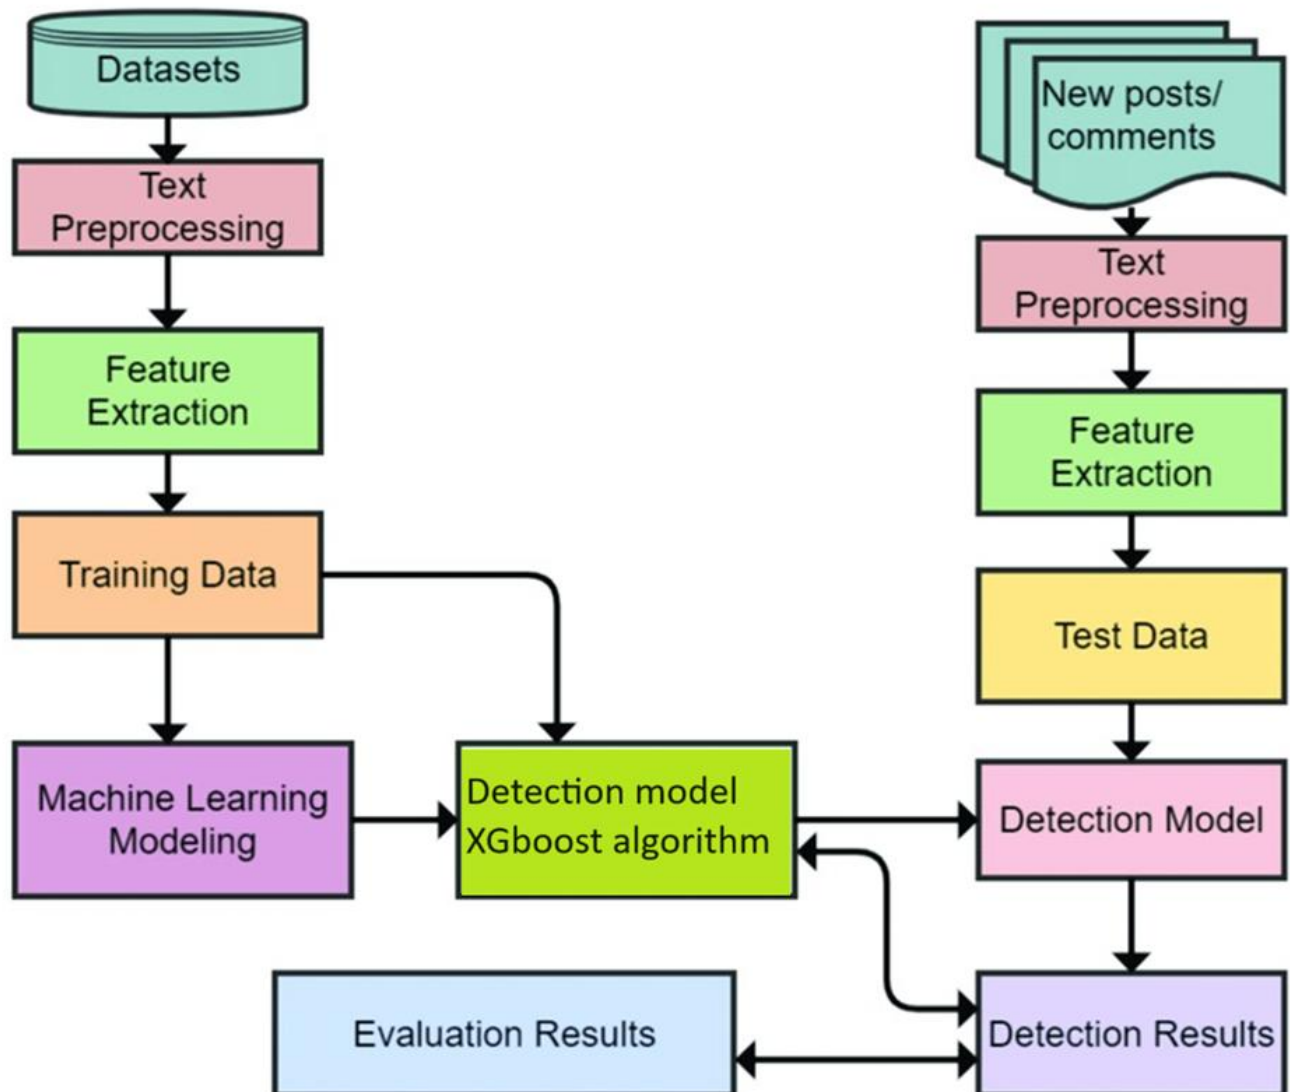 Datasets
Text
Preprocessing
Feature
Extraction
Training Data
Machine Learning
Modeling
Detection model
XGboost algorithm
New posts/
comments
Text
Preprocessing
Feature
Extraction
Test Data
Detection Model
Detection Results
Evaluation Results